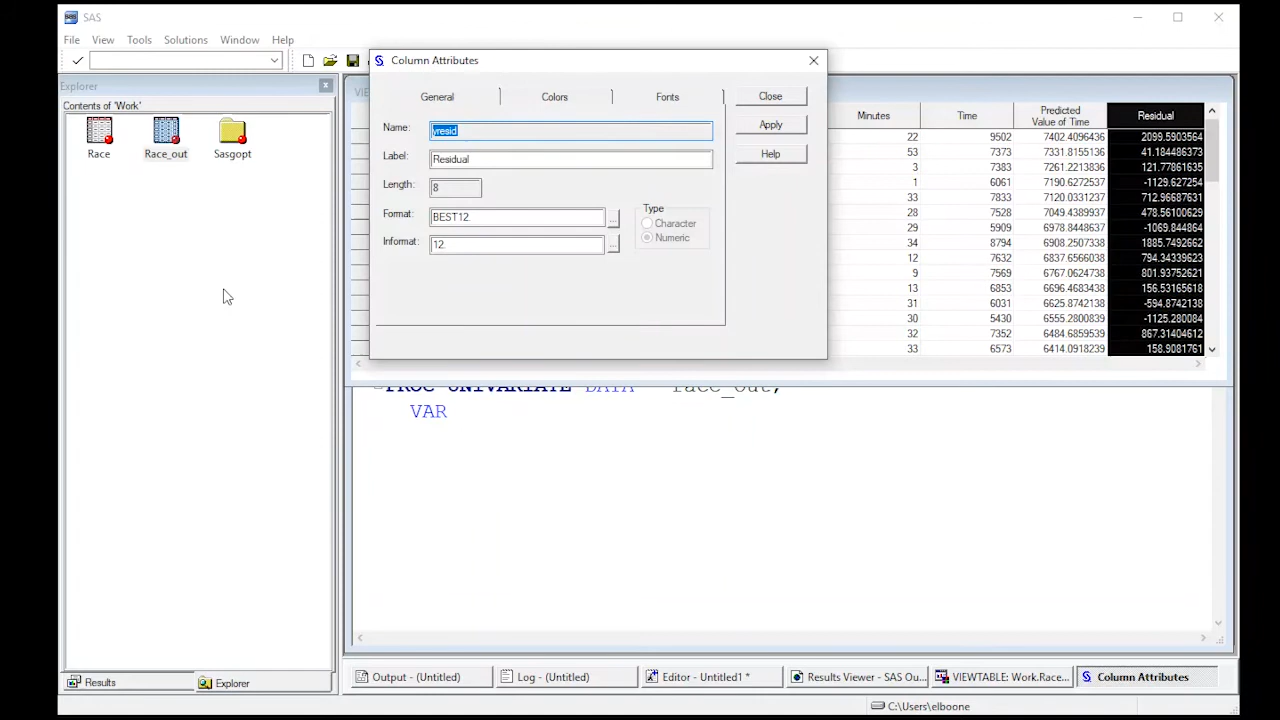 SAS
File View Tools Solutions Window Help
Explorer
Contents of 'Work'
Race
Race_out
Sasgopt
Results
Explorer
Column Attributes
General
Colors
Fonts
Close
Apply
Help
Name: yresid
Label: Residual
Length: 8
Format: BEST12.
Informat: 12.
...
...
Type
Character
Numeric
Minutes Time Predicted Value of Time Residual
22 9502 7402.4096436 2099.5903564
53 7373 7331.8155136 41.184486373
3 7383 7261.2213836 121.77861635
1 6061 7190.6272537 -1129.627254
33 7833 7120.0331237 712.96687631
28 7528 7049.4389937 478.56100629
29 5909 6978.8448637 -1069.844864
34 8794 6908.2507338 1885.7492662
12 7632 6837.6566038 794.34339623
9 7569 6767.0624738 801.93752621
13 6853 6696.4683438 156.53165618
31 6031 6625.8742138 -594.8742138
30 5430 6555.2800839 -1125.280084
32 7352 6484.6859539 867.31404612
33 6573 6414.0918239 158.9081761
PROC UNIVARIATE DATA = race_out;
VAR
Output - (Untitled)
Log - (Untitled)
Editor - Untitled1 *
Results Viewer - SAS Ou...
VIEWTABLE: Work.Race...
Column Attributes
C:\Users\elboone